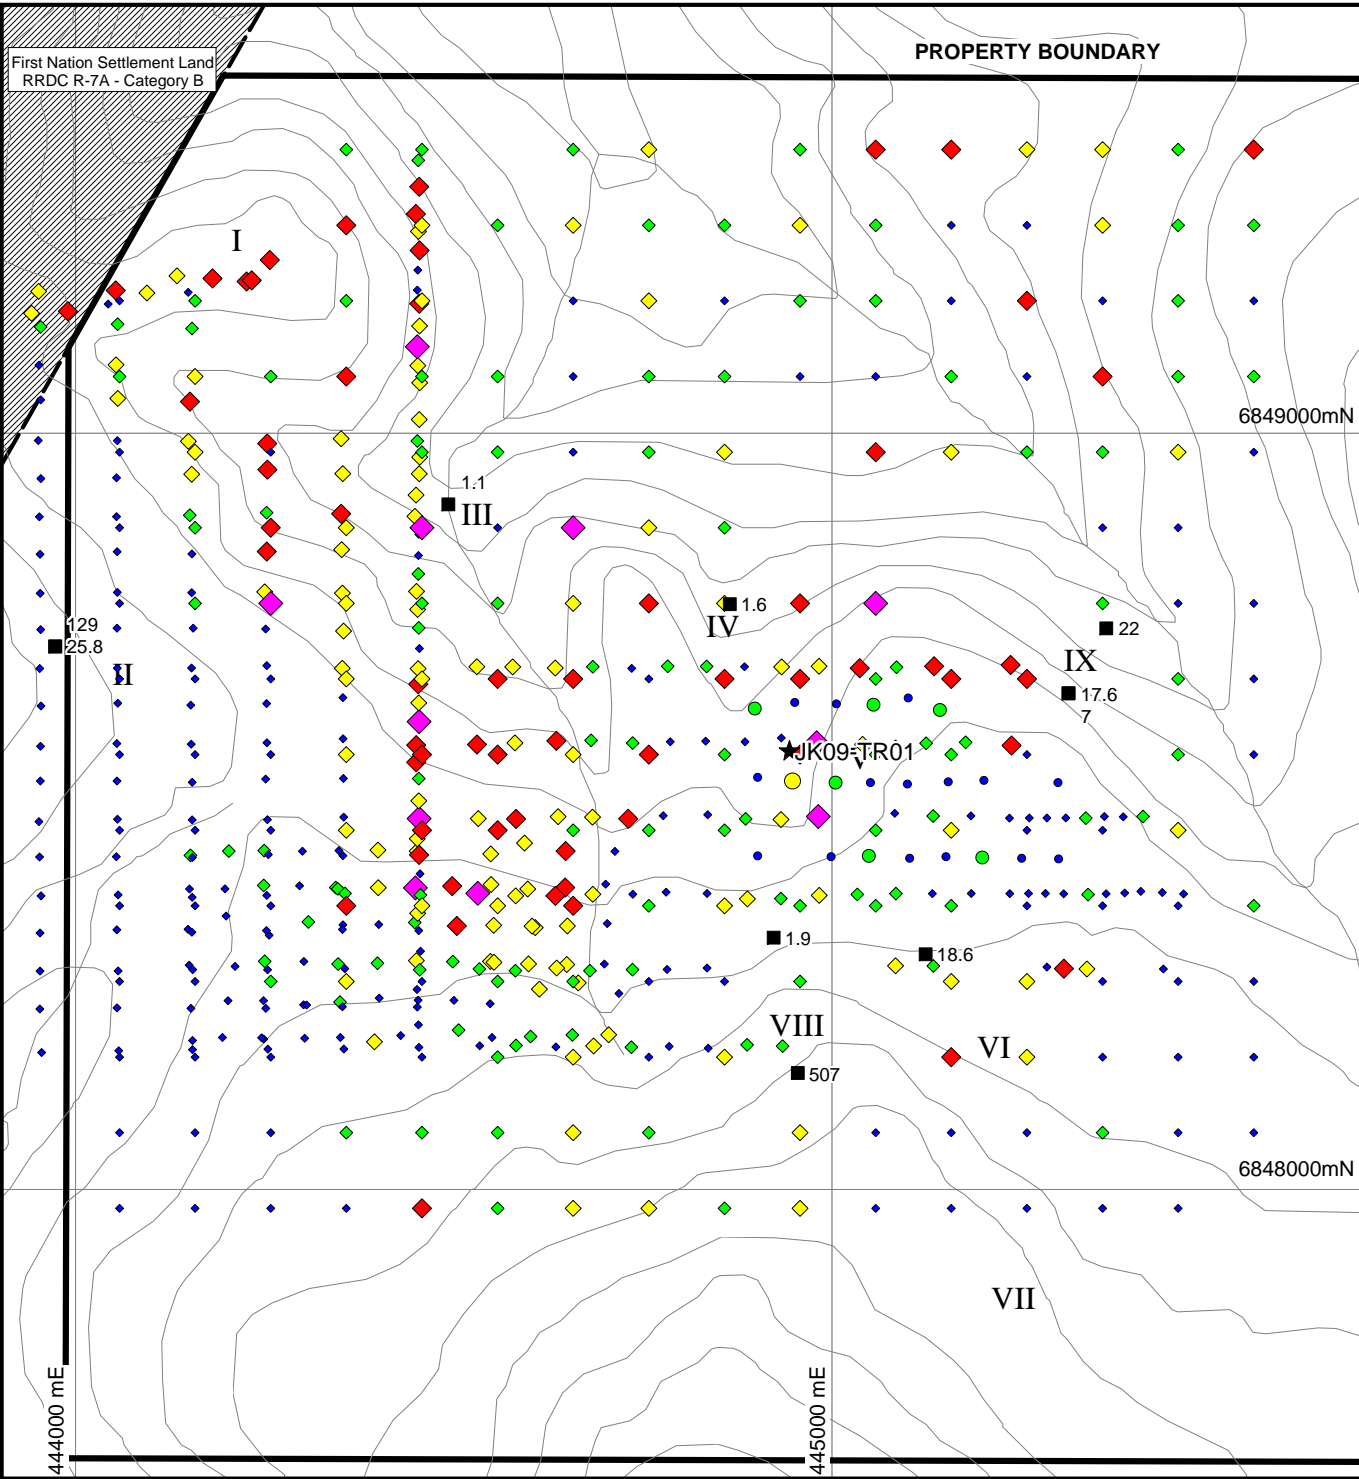 PROPERTY BOUNDARY
First Nation Settlement Land
RRDC R-7A - Category B
I
6849000mN
1.1
III
1.6
IV
129
25.8
22
II
IX
17.6
7
JK09-TR01
V
1.9
18.6
VIII
VI
507
6848000mN
VII
444000 mE
445000 mE